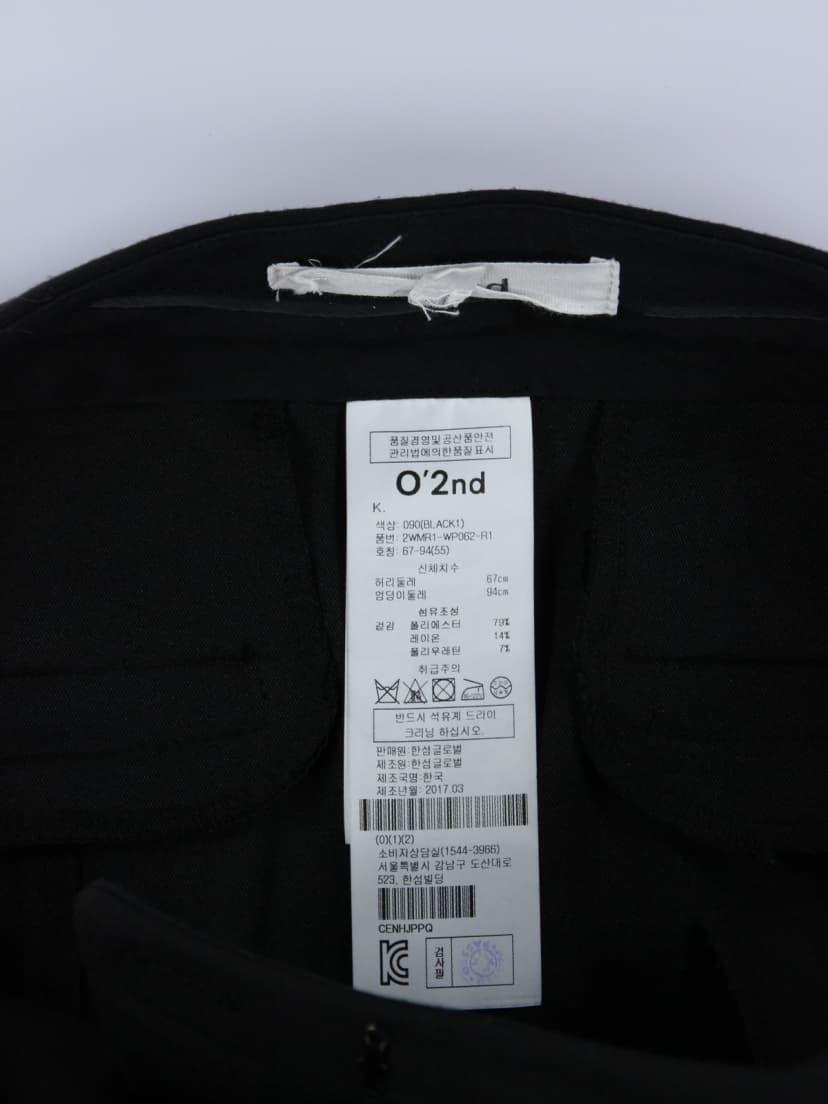 d
품질경영및공산품안전
관리법에의한품질표시
O'2nd
K.
색상: 090(BLACK1)
품번: 2WMR1-WP062-R1
호칭: 67-94(55)
신체치수
허리둘레 67cm
엉덩이둘레 94cm
섬유조성
겉감 폴리에스터 79%
레이온 14%
폴리우레탄 7%
취급주의
반드시 석유계 드라이
크리닝 하십시오.
판매원:한섬글로벌
제조원:한섬글로벌
제조국명:한국
제조년월: 2017.03
(0)(1)(2)
소비자상담실(1544-3966)
서울특별시 강남구 도산대로
523, 한섬빌딩
CENHJPPQ
검사필